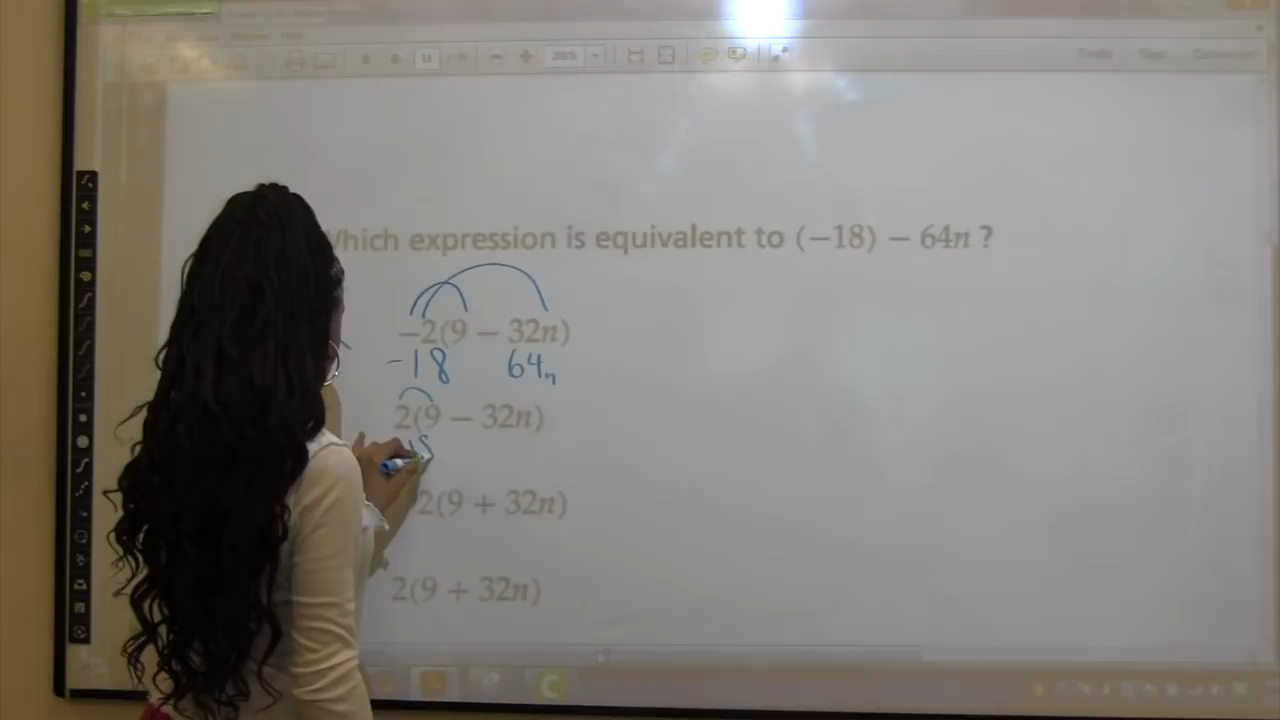 Which expression is equivalent to (−18) − 64n ?
−2(9 − 32n)
-18 64n
2(9 − 32n)
18
2(9 + 32n)
2(9 + 32n)